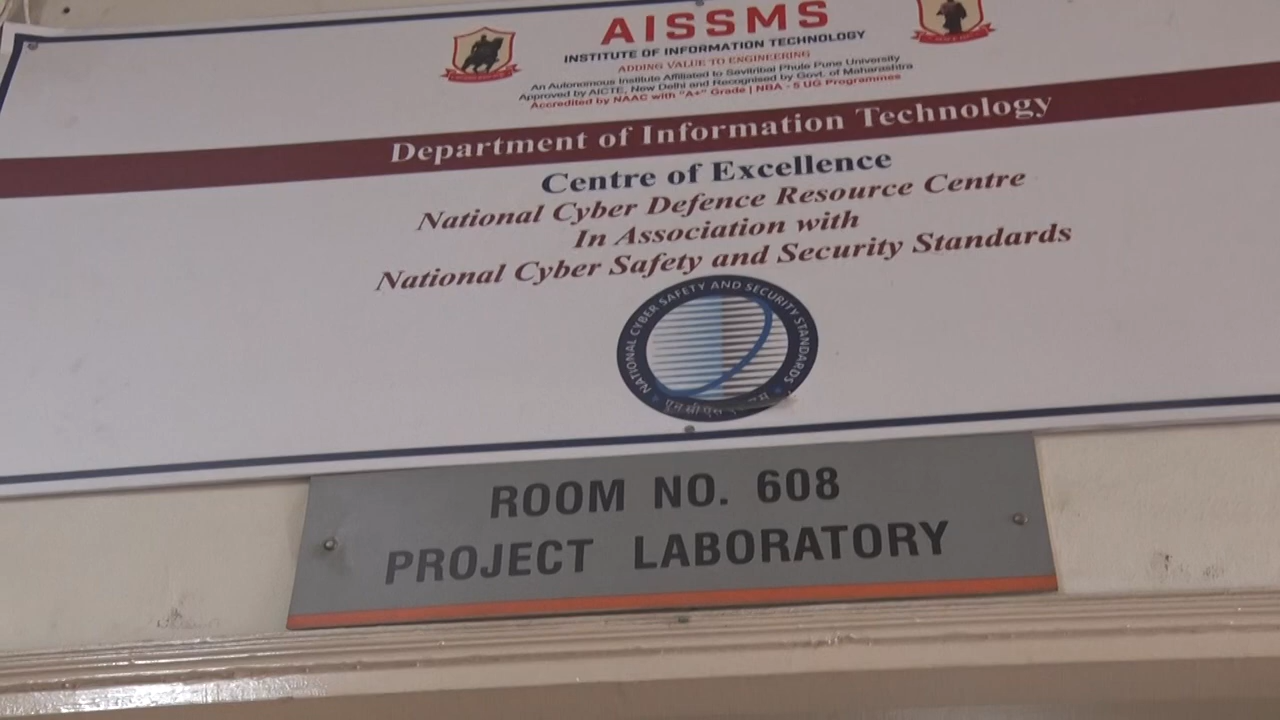 AISSMS
INSTITUTE OF INFORMATION TECHNOLOGY
ADDING VALUE TO ENGINEERING
An Autonomous Institute Affiliated to Savitribai Phule Pune University
Approved by AICTE, New Delhi and Recognised by Govt. of Maharashtra
Accredited by NAAC with "A+" Grade | NBA - 5 UG Programmes
Department of Information Technology
Centre of Excellence
National Cyber Defence Resource Centre
In Association with
National Cyber Safety and Security Standards
NATIONAL CYBER SAFETY AND SECURITY STANDARDS
ROOM NO. 608
PROJECT LABORATORY